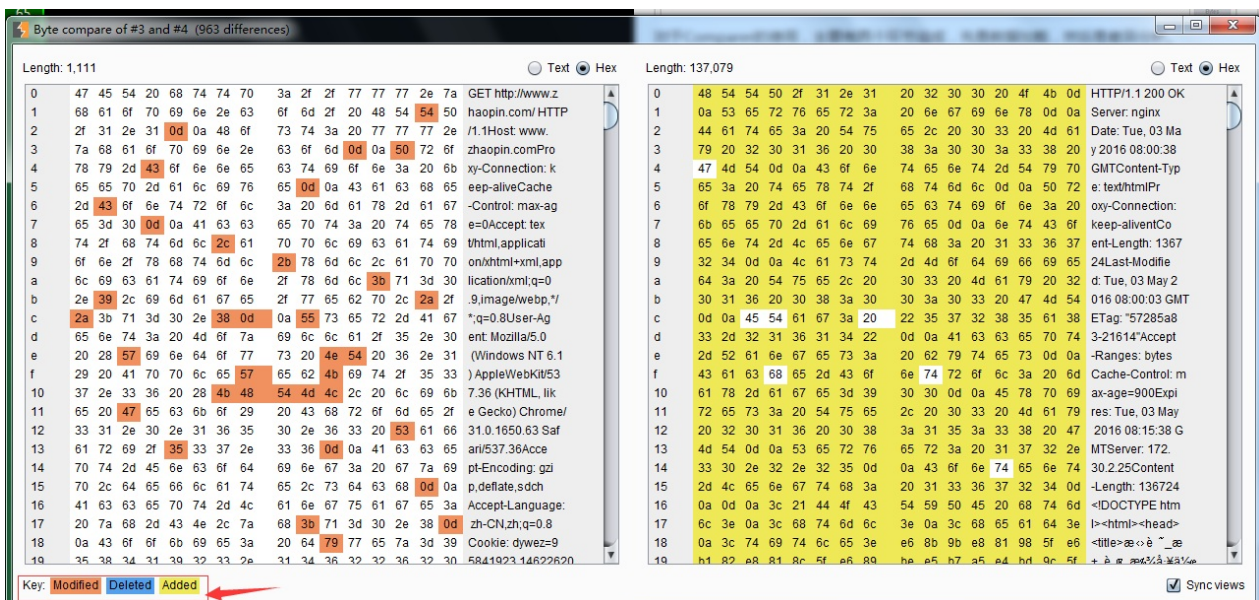 65
Byte compare of #3 and #4 (963 differences)
Length: 1,111
Text Hex
0 47 45 54 20 68 74 74 70 3a 2f 2f 77 77 77 2e 7a GET http://www.z
1 68 61 6f 70 69 6e 2e 63 6f 6d 2f 20 48 54 54 50 haopin.com/ HTTP
2 2f 31 2e 31 0d 0a 48 6f 73 74 3a 20 77 77 77 2e /1.1Host: www.
3 7a 68 61 6f 70 69 6e 2e 63 6f 6d 0d 0a 50 72 6f zhaopin.comPro
4 78 79 2d 43 6f 6e 6e 65 63 74 69 6f 6e 3a 20 6b xy-Connection: k
5 65 65 70 2d 61 6c 69 76 65 0d 0a 43 61 63 68 65 eep-aliveCache
6 2d 43 6f 6e 74 72 6f 6c 3a 20 6d 61 78 2d 61 67 -Control: max-ag
7 65 3d 30 0d 0a 41 63 63 65 70 74 3a 20 74 65 78 e=0Accept: tex
8 74 2f 68 74 6d 6c 2c 61 70 70 6c 69 63 61 74 69 t/html,applicati
9 6f 6e 2f 78 68 74 6d 6c 2b 78 6d 6c 2c 61 70 70 on/xhtml+xml,app
a 6c 69 63 61 74 69 6f 6e 2f 78 6d 6c 3b 71 3d 30 lication/xml;q=0
b 2e 39 2c 69 6d 61 67 65 2f 77 65 62 70 2c 2a 2f .9,image/webp,*/
c 2a 3b 71 3d 30 2e 38 0d 0a 55 73 65 72 2d 41 67 *;q=0.8User-Ag
d 65 6e 74 3a 20 4d 6f 7a 69 6c 6c 61 2f 35 2e 30 ent: Mozilla/5.0
e 20 28 57 69 6e 64 6f 77 73 20 4e 54 20 36 2e 31 (Windows NT 6.1
f 29 20 41 70 70 6c 65 57 65 62 4b 69 74 2f 35 33 ) AppleWebKit/53
10 37 2e 33 36 20 28 4b 48 54 4d 4c 2c 20 6c 69 6b 7.36 (KHTML, lik
11 65 20 47 65 63 6b 6f 29 20 43 68 72 6f 6d 65 2f e Gecko) Chrome/
12 33 31 2e 30 2e 31 36 35 30 2e 36 33 20 53 61 66 31.0.1650.63 Saf
13 61 72 69 2f 35 33 37 2e 33 36 0d 0a 41 63 63 65 ari/537.36Acce
14 70 74 2d 45 6e 63 6f 64 69 6e 67 3a 20 67 7a 69 pt-Encoding: gzi
15 70 2c 64 65 66 6c 61 74 65 2c 73 64 63 68 0d 0a p,deflate,sdch
16 41 63 63 65 70 74 2d 4c 61 6e 67 75 61 67 65 3a Accept-Language:
17 20 7a 68 2d 43 4e 2c 7a 68 3b 71 3d 30 2e 38 0d zh-CN,zh;q=0.8
18 0a 43 6f 6f 6b 69 65 3a 20 64 79 77 65 7a 3d 39 Cookie: dywez=9
19 35 38 34 31 39 32 33 2e 31 34 36 32 32 36 32 30 5841923.14622620
Length: 137,079
Text Hex
0 48 54 54 50 2f 31 2e 31 20 32 30 30 20 4f 4b 0d HTTP/1.1 200 OK
1 0a 53 65 72 76 65 72 3a 20 6e 67 69 6e 78 0d 0a Server: nginx
2 44 61 74 65 3a 20 54 75 65 2c 20 30 33 20 4d 61 Date: Tue, 03 Ma
3 79 20 32 30 31 36 20 30 38 3a 30 30 3a 33 38 20 y 2016 08:00:38
4 47 4d 54 0d 0a 43 6f 6e 74 65 6e 74 2d 54 79 70 GMTContent-Typ
5 65 3a 20 74 65 78 74 2f 68 74 6d 6c 0d 0a 50 72 e: text/htmlPr
6 6f 78 79 2d 43 6f 6e 6e 65 63 74 69 6f 6e 3a 20 oxy-Connection:
7 6b 65 65 70 2d 61 6c 69 76 65 0d 0a 6e 74 43 6f keep-aliventCo
8 65 6e 74 2d 4c 65 6e 67 74 68 3a 20 31 33 36 37 ent-Length: 1367
9 32 34 0d 0a 4c 61 73 74 2d 4d 6f 64 69 66 69 65 24Last-Modifie
a 64 3a 20 54 75 65 2c 20 30 33 20 4d 61 79 20 32 d: Tue, 03 May 2
b 30 31 36 20 30 38 3a 30 30 3a 30 33 20 47 4d 54 016 08:00:03 GMT
c 0d 0a 45 54 61 67 3a 20 22 35 37 32 38 35 61 38 ETag: "57285a8
d 33 2d 32 31 36 31 34 22 0d 0a 41 63 63 65 70 74 3-21614"Accept
e 2d 52 61 6e 67 65 73 3a 20 62 79 74 65 73 0d 0a -Ranges: bytes
f 43 61 63 68 65 2d 43 6f 6e 74 72 6f 6c 3a 20 6d Cache-Control: m
10 61 78 2d 61 67 65 3d 39 30 30 0d 0a 45 78 70 69 ax-age=900Expi
11 72 65 73 3a 20 54 75 65 2c 20 30 33 20 4d 61 79 res: Tue, 03 May
12 20 32 30 31 36 20 30 38 3a 31 35 3a 33 38 20 47 2016 08:15:38 G
13 4d 54 0d 0a 53 65 72 76 65 72 3a 20 31 37 32 2e MTServer: 172.
14 33 30 2e 32 2e 32 35 0d 0a 43 6f 6e 74 65 6e 74 30.2.25Content
15 2d 4c 65 6e 67 74 68 3a 20 31 33 36 37 32 34 0d -Length: 136724
16 0a 0d 0a 3c 21 44 4f 43 54 59 50 45 20 68 74 6d <!DOCTYPE htm
17 6c 3e 0a 3c 68 74 6d 6c 3e 0a 3c 68 65 61 64 3e l><html><head>
18 0a 3c 74 69 74 6c 65 3e e6 8b 9b e8 81 98 5f e6 <title>æ‹›è ˜_æ
19 b1 82 e8 81 8c 5f e6 89 be e5 b7 a5 e4 bd 9c 5f
Key: Modified Deleted Added
Sync views